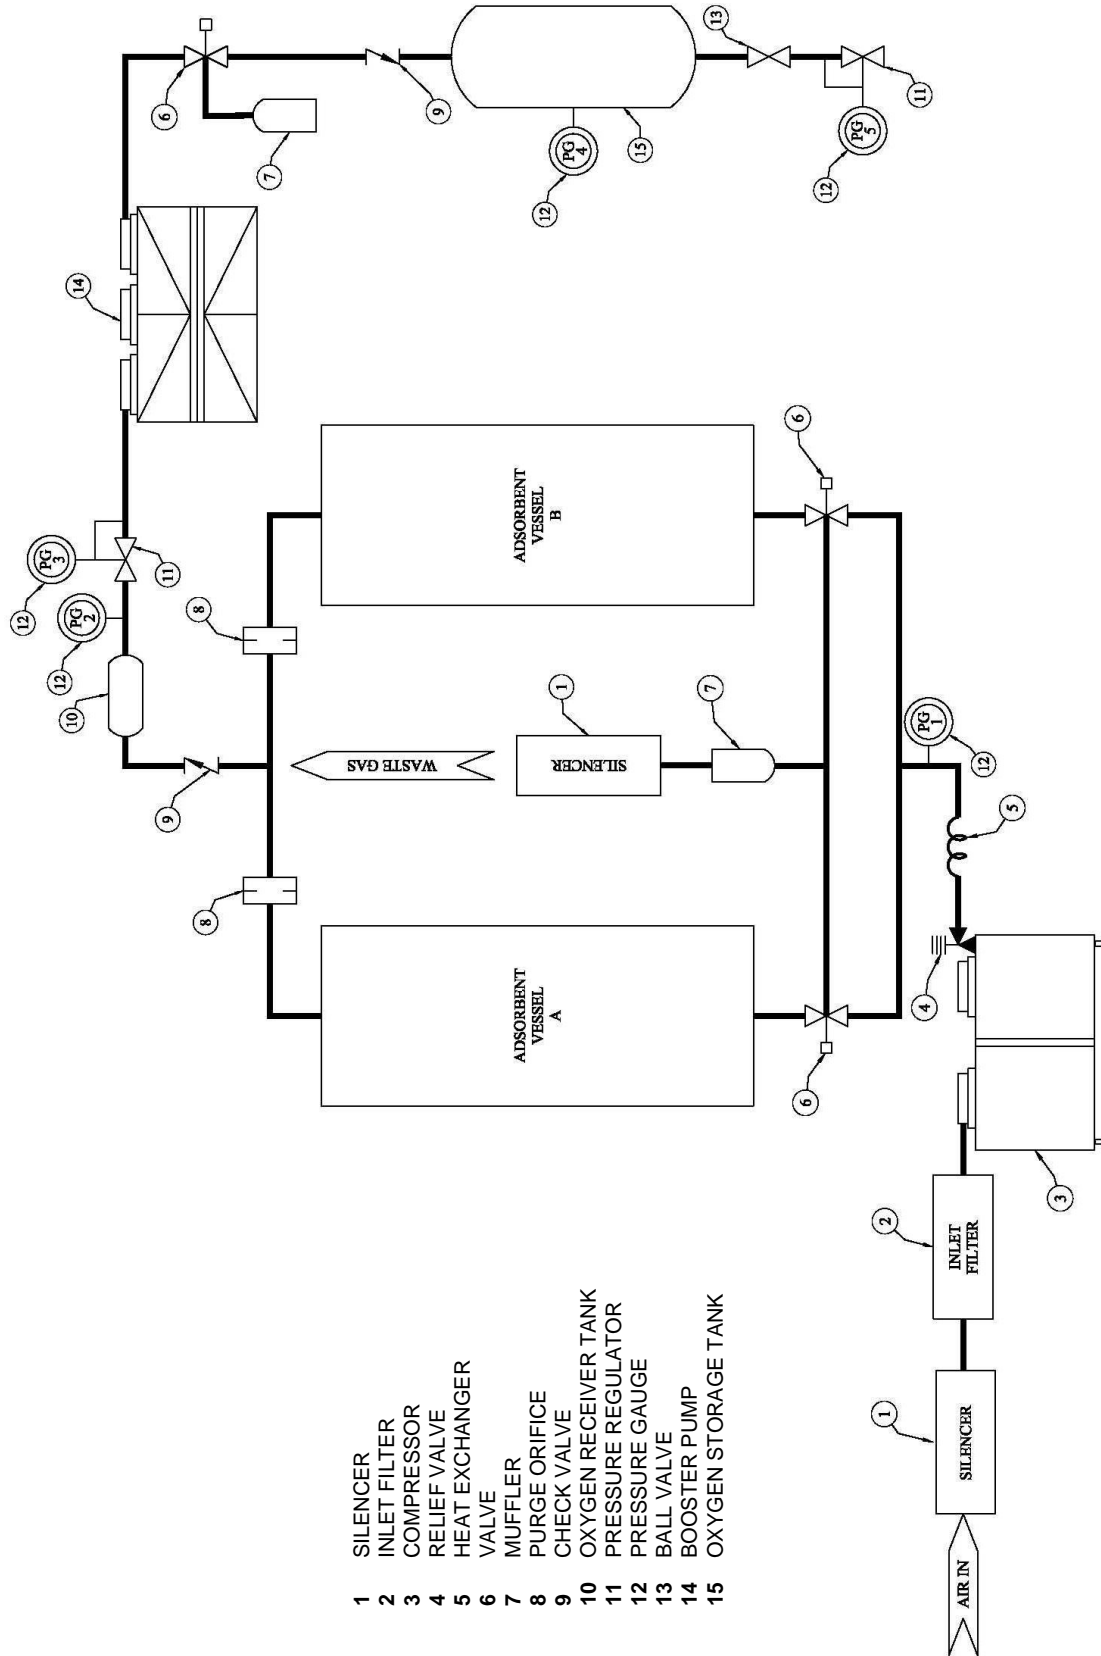 12
PG
3
12
PG
2
10
14
11
9
6
8
8
7
9
1 SILENCER
2 INLET FILTER
3 COMPRESSOR
4 RELIEF VALVE
5 HEAT EXCHANGER
6 VALVE
7 MUFFLER
8 PURGE ORIFICE
9 CHECK VALVE
10 OXYGEN RECEIVER TANK
11 PRESSURE REGULATOR
12 PRESSURE GAUGE
13 BALL VALVE
14 BOOSTER PUMP
15 OXYGEN STORAGE TANK
WASTE GAS
ADSORBENT
VESSEL
A
ADSORBENT
VESSEL
B
SILENCER
1
7
12
PG
4
15
13
6
6
12
PG
5
11
AIR IN
SILENCER
1
INLET
FILTER
2
3
4
5
PG
1
12